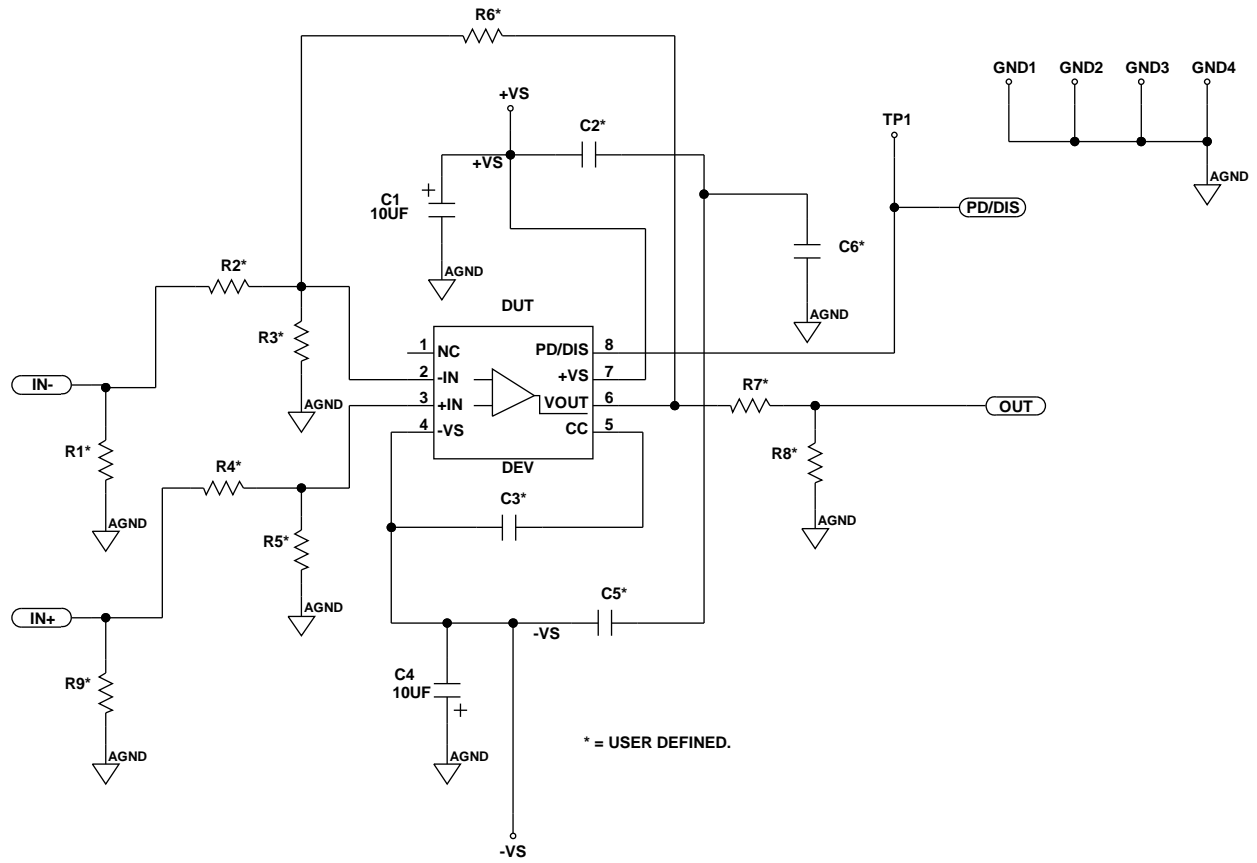 R6*
GND1 GND2 GND3 GND4
+VS
TP1
C2*
+VS
AGND
C1
10UF
PD/DIS
C6*
R2*
AGND
DUT
AGND
R3*
1 NC PD/DIS 8
IN- 2 -IN +VS 7
R7*
3 +IN VOUT 6
OUT
AGND
4 -VS CC 5
R1*
R8*
R4*
DEV
C3*
AGND
AGND
R5*
C5*
AGND
IN+
-VS
C4
10UF
R9*
* = USER DEFINED.
AGND
AGND
-VS